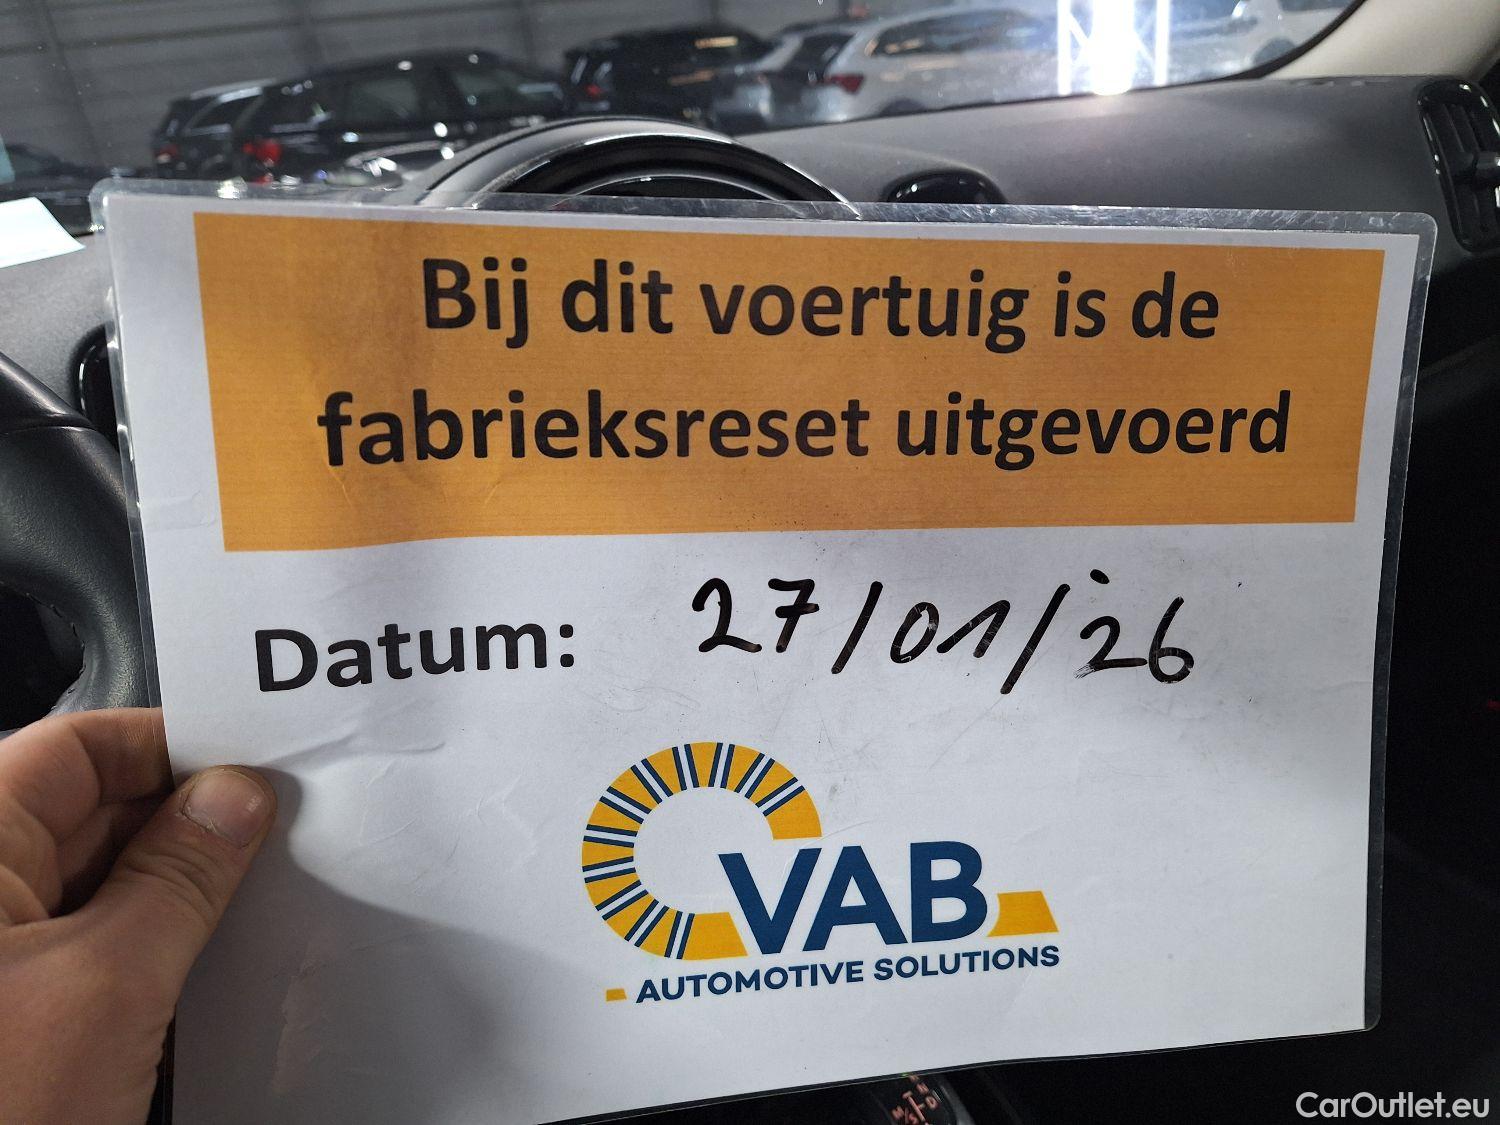 Bij dit voertuig is de
fabrieksreset uitgevoerd
Datum: 27/01/26
VAB
AUTOMOTIVE SOLUTIONS
CarOutlet.eu